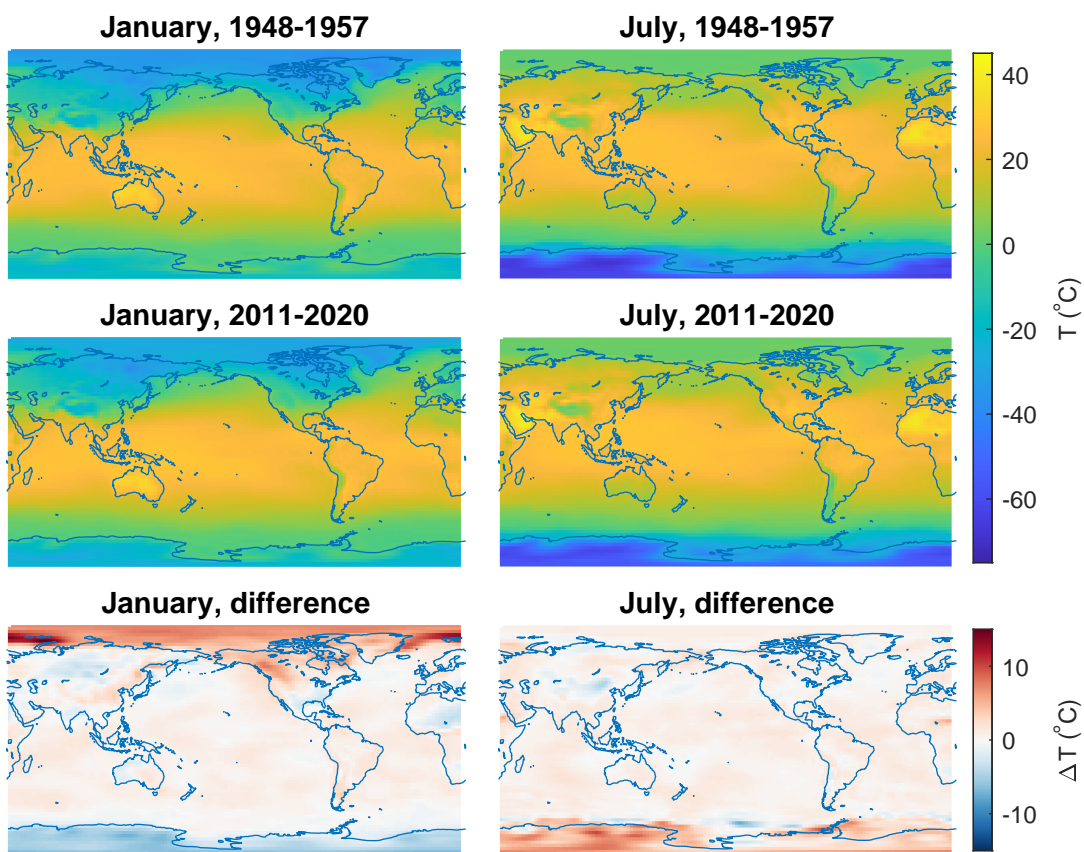 January, 1948-1957
July, 1948-1957
40
20
0
-20
-40
-60
T (°C)
January, 2011-2020
July, 2011-2020
January, difference
July, difference
10
0
-10
ΔT (°C)